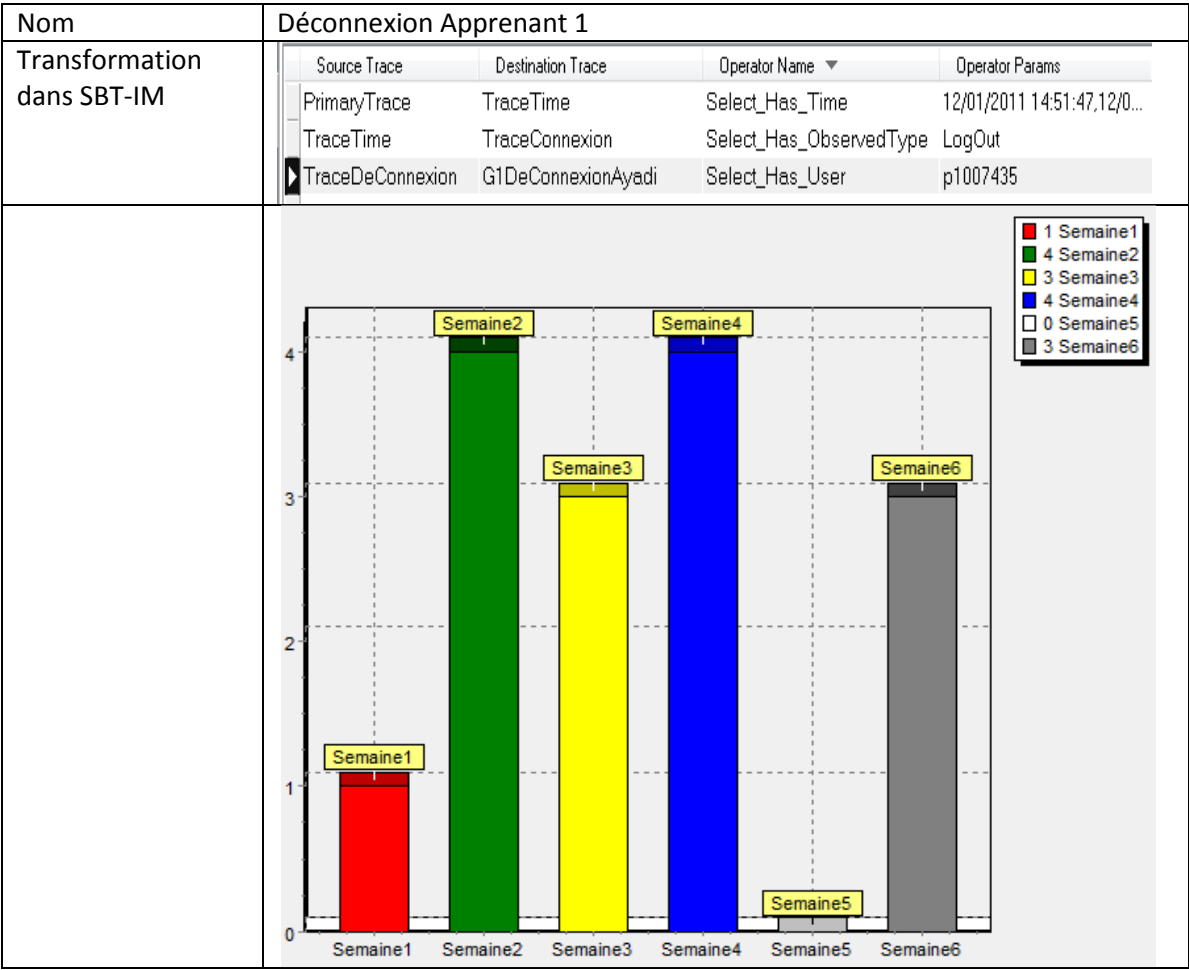 Nom Déconnexion Apprenant 1
Transformation dans SBT-IM
Source Trace Destination Trace Operator Name Operator Params
PrimaryTrace TraceTime Select_Has_Time 12/01/2011 14:51:47,12/0...
TraceTime TraceConnexion Select_Has_ObservedType LogOut
TraceDeConnexion G1DeConnexionAyadi Select_Has_User p1007435
1 Semaine1
4 Semaine2
3 Semaine3
4 Semaine4
0 Semaine5
3 Semaine6
Semaine2 Semaine4
4
Semaine3 Semaine6
3
2
Semaine1
1
Semaine5
0
Semaine1 Semaine2 Semaine3 Semaine4 Semaine5 Semaine6